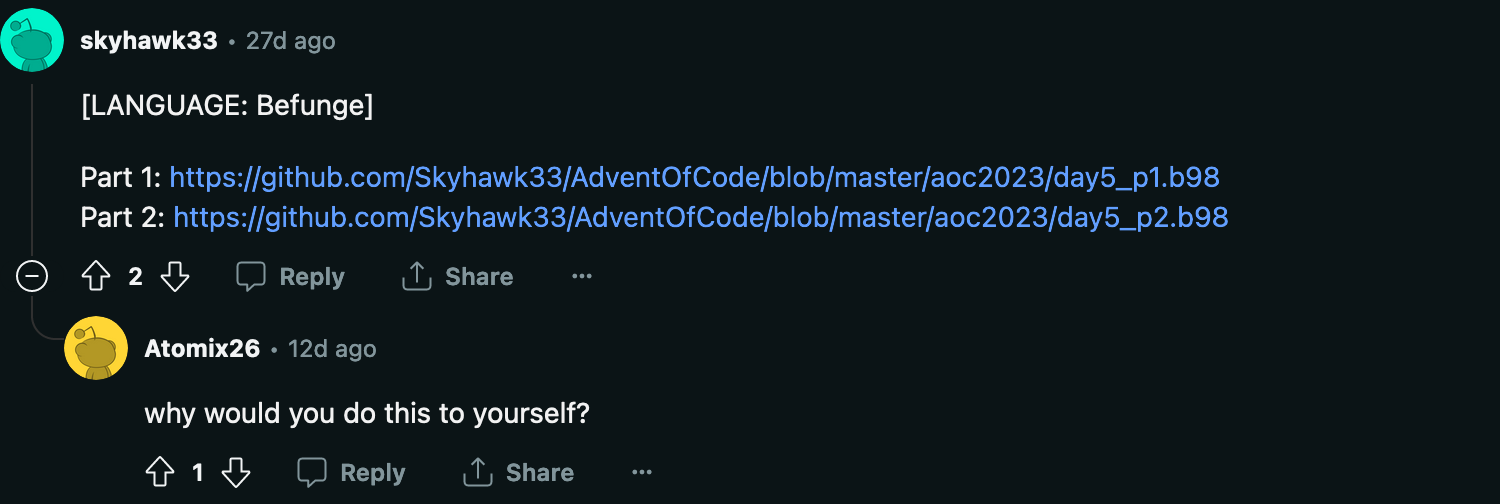 skyhawk33 • 27d ago
[LANGUAGE: Befunge]
Part 1: https://github.com/Skyhawk33/AdventOfCode/blob/master/aoc2023/day5_p1.b98
Part 2: https://github.com/Skyhawk33/AdventOfCode/blob/master/aoc2023/day5_p2.b98
2 Reply Share ...
Atomix26 • 12d ago
why would you do this to yourself?
1 Reply Share ...